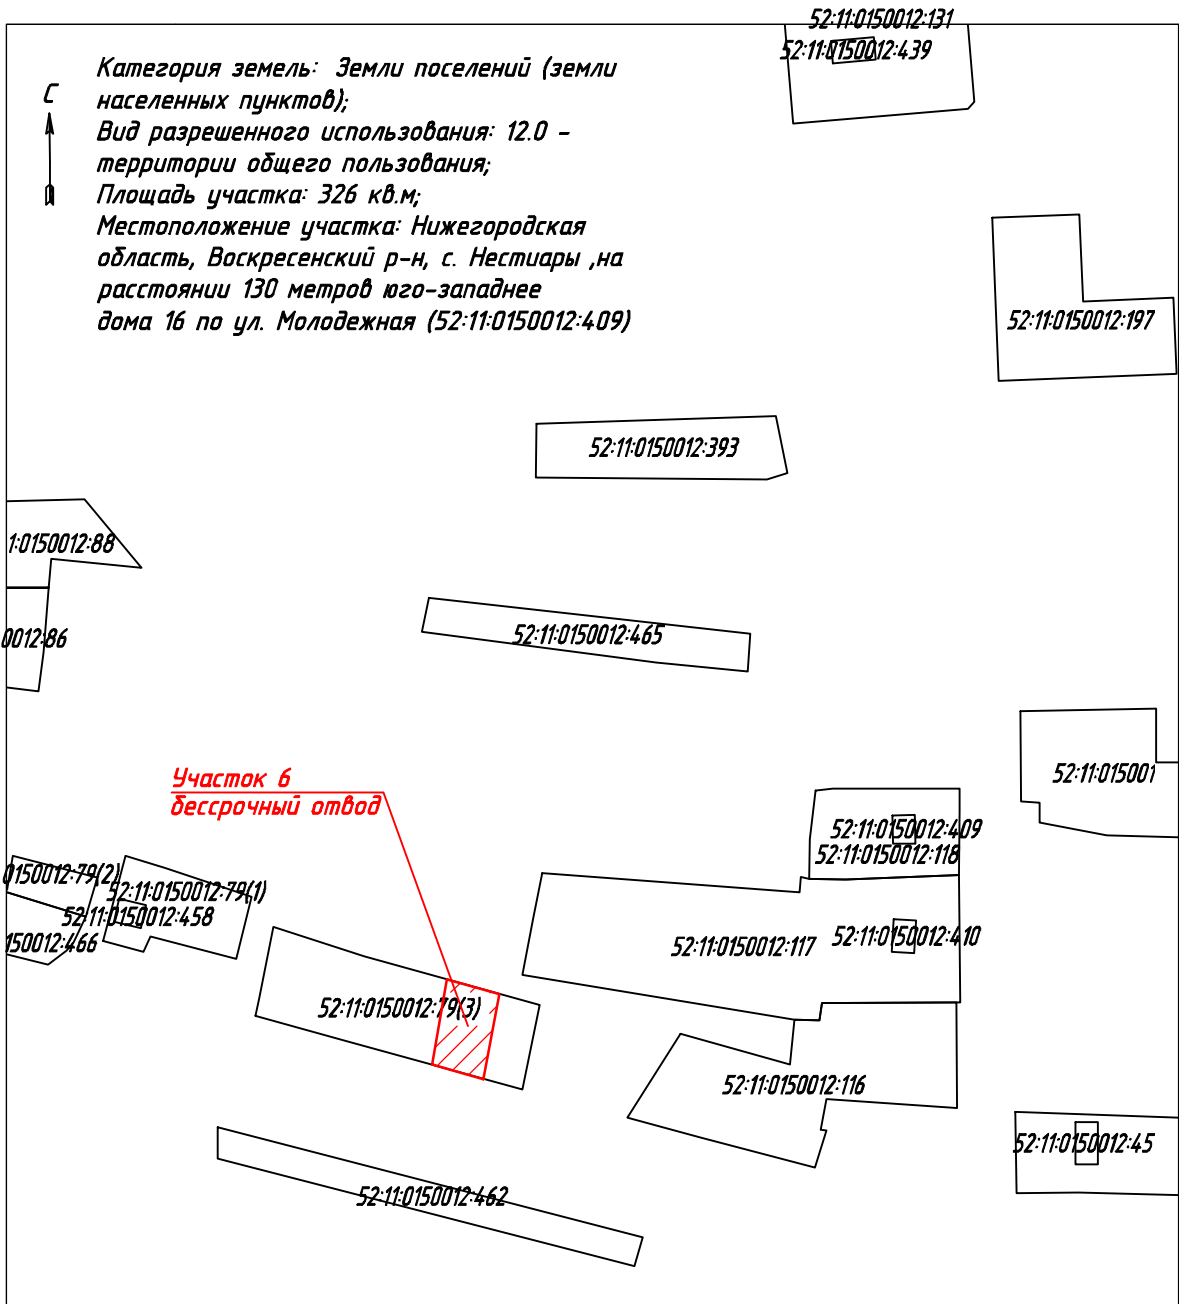 52:11:0150012:131
52:11:0150012:439
Категория земель: Земли поселений (земли
населенных пунктов);
Вид разрешенного использования: 12.0 -
территории общего пользования;
Площадь участка: 326 кв.м;
Местоположение участка: Нижегородская
область, Воскресенский р-н, с. Нестиары ,на
расстоянии 130 метров юго-западнее
дома 16 по ул. Молодежная (52:11:0150012:409)
С
Ю
52:11:0150012:197
52:11:0150012:393
1:0150012:88
52:11:0150012:465
0012:86
52:11:015001
Участок 6
бессрочный отвод
52:11:0150012:409
52:11:0150012:118
0150012:79(2)
52:11:0150012:79(1)
52:11:0150012:458
150012:466
52:11:0150012:117
52:11:0150012:410
52:11:0150012:79(3)
52:11:0150012:116
52:11:0150012:45
52:11:0150012:462